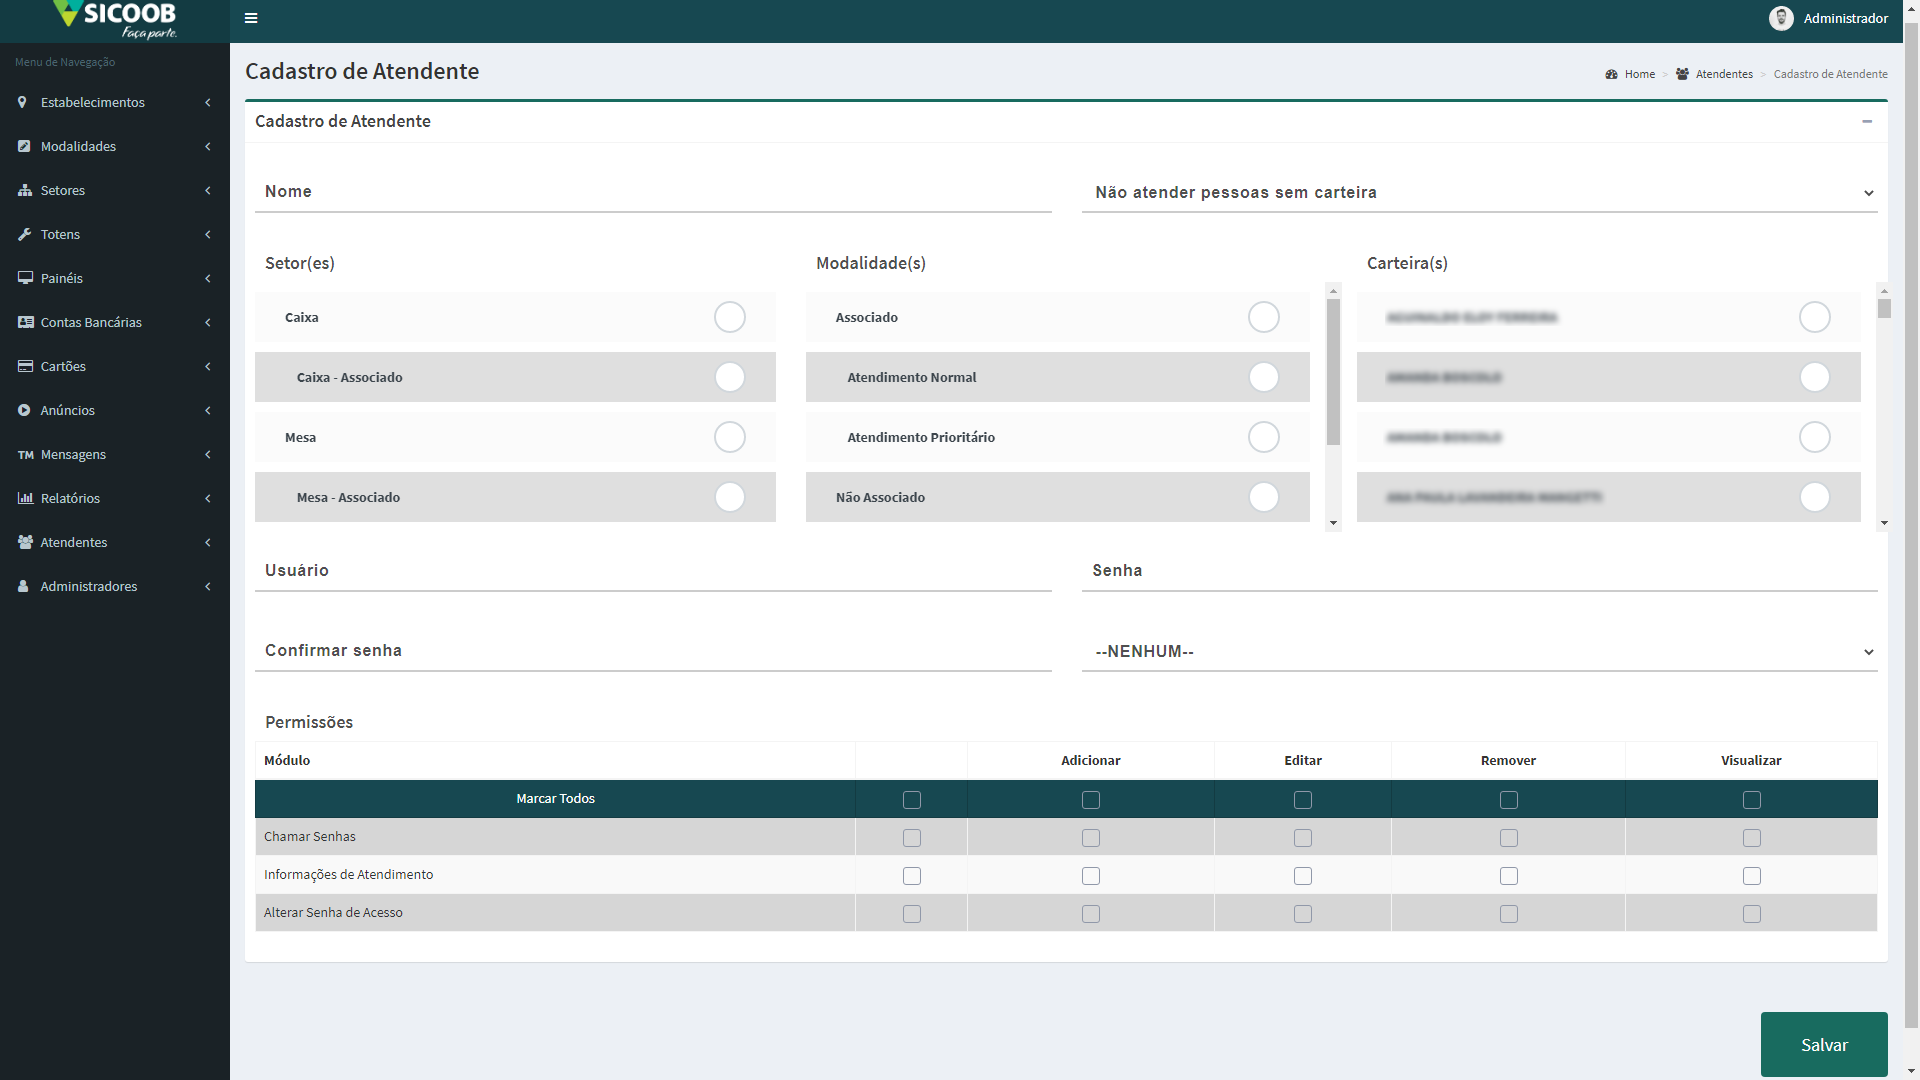 SICOOB
Faça parte.
Administrador
Menu de Navegação
Estabelecimentos
Modalidades
Setores
Totens
Painéis
Contas Bancárias
Cartões
Anúncios
TM Mensagens
Relatórios
Atendentes
Administradores
Cadastro de Atendente
Home > Atendentes > Cadastro de Atendente
Cadastro de Atendente
Nome
Não atender pessoas sem carteira
Setor(es)
Caixa
Caixa - Associado
Mesa
Mesa - Associado
Modalidade(s)
Associado
Atendimento Normal
Atendimento Prioritário
Não Associado
Carteira(s)
Usuário
Senha
Confirmar senha
--NENHUM--
Permissões
Módulo Adicionar Editar Remover Visualizar
Marcar Todos
Chamar Senhas
Informações de Atendimento
Alterar Senha de Acesso
Salvar